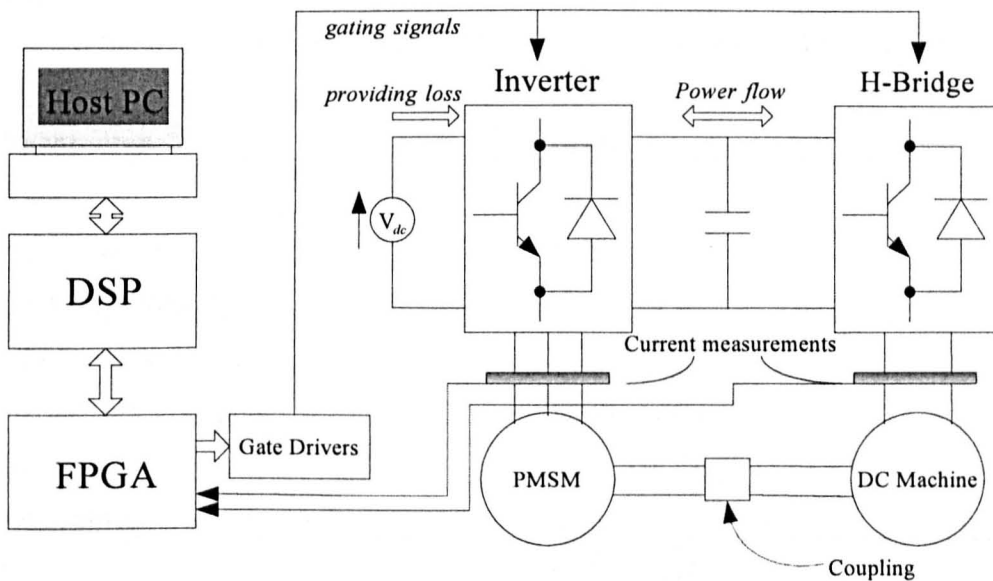 gating signals
Inverter
H-Bridge
Host PC
providing loss
Power flow
V_dc
DSP
Current measurements
FPGA
Gate Drivers
PMSM
DC Machine
Coupling